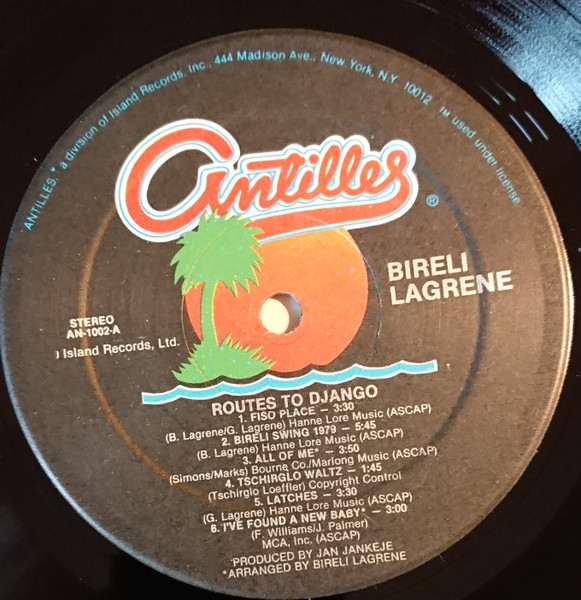 ANTILLES,* a division of Island Records, Inc., 444 Madison Ave., New York, N.Y. 10012 TM used under license
antilles ®
BIRELI
LAGRENE
STEREO
AN-1002-A
Island Records, Ltd.
ROUTES TO DJANGO
1. FISO PLACE — 3:30
(B. Lagrene/G. Lagrene) Hanne Lore Music (ASCAP)
2. BIRELI SWING 1979 — 5:45
(B. Lagrene) Hanne Lore Music (ASCAP)
3. ALL OF ME* — 3:50
(Simons/Marks) Bourne Co./Marlong Music (ASCAP)
4. TSCHIRGLO WALTZ — 1:45
(Tschirglo Loeffler) Copyright Control
5. LATCHES — 3:30
(G. Lagrene) Hanne Lore Music (ASCAP)
6. I'VE FOUND A NEW BABY* — 3:00
(F. Williams/J. Palmer)
MCA, Inc. (ASCAP)
PRODUCED BY JAN JANKEJE
*ARRANGED BY BIRELI LAGRENE